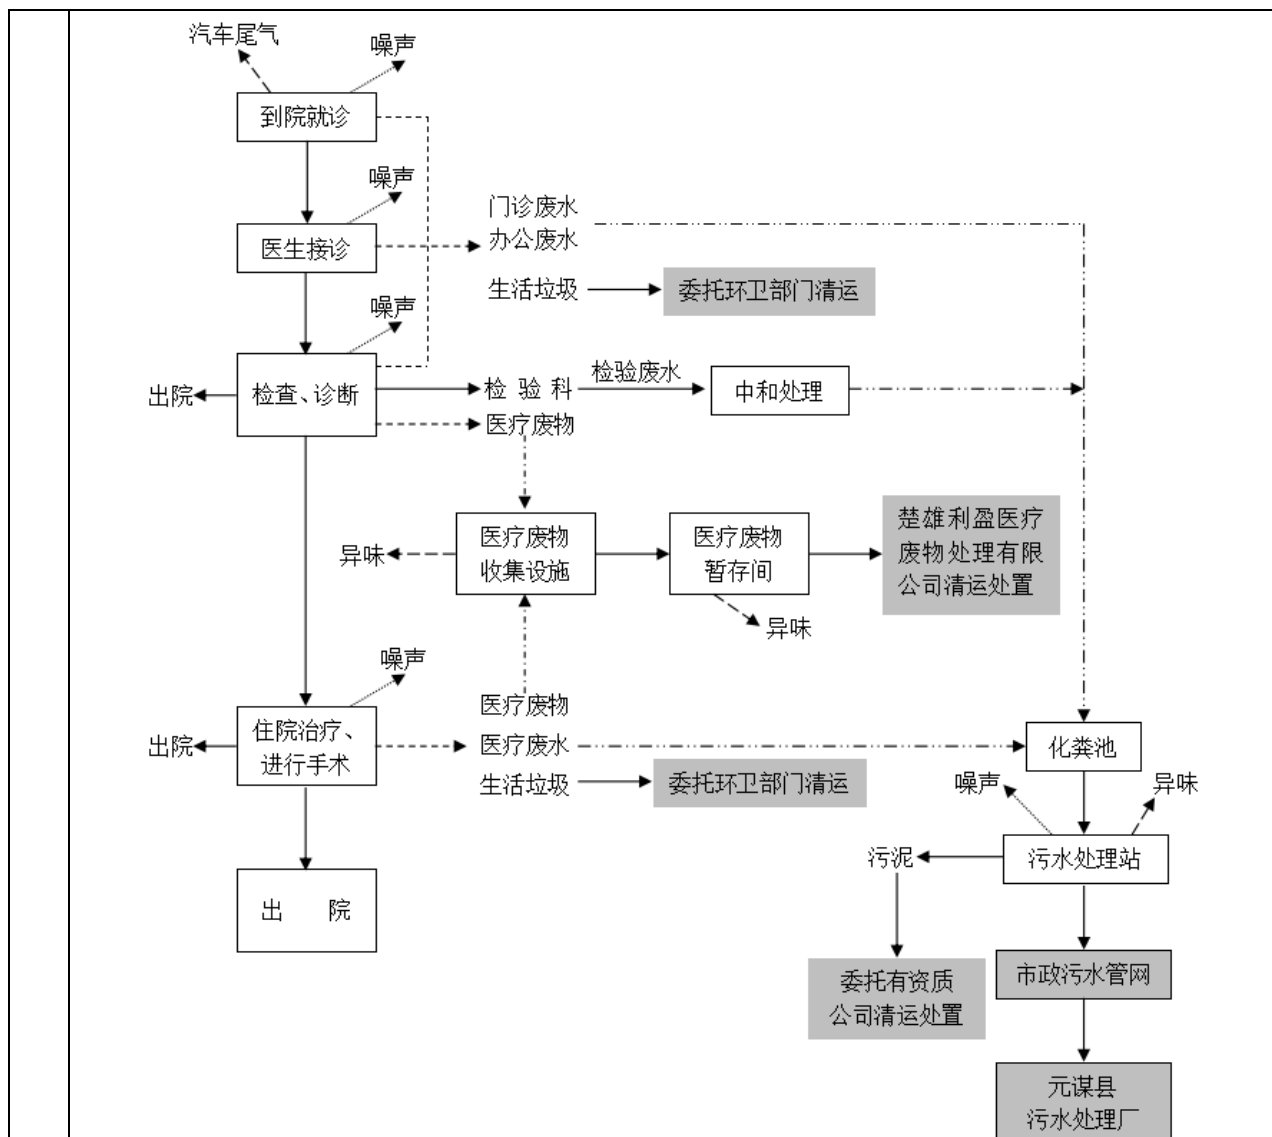 汽车尾气
噪声
到院就诊
噪声
门诊废水
医生接诊
办公废水
生活垃圾
委托环卫部门清运
噪声
出院
检查、诊断
检 验 科
检验废水
中和处理
医疗废物
异味
医疗废物
收集设施
医疗废物
暂存间
楚雄利盈医疗
废物处理有限
公司清运处置
异味
噪声
医疗废物
出院
住院治疗、
进行手术
医疗废水
化粪池
生活垃圾
委托环卫部门清运
噪声
异味
污泥
污水处理站
出 院
委托有资质
公司清运处置
市政污水管网
元谋县
污水处理厂